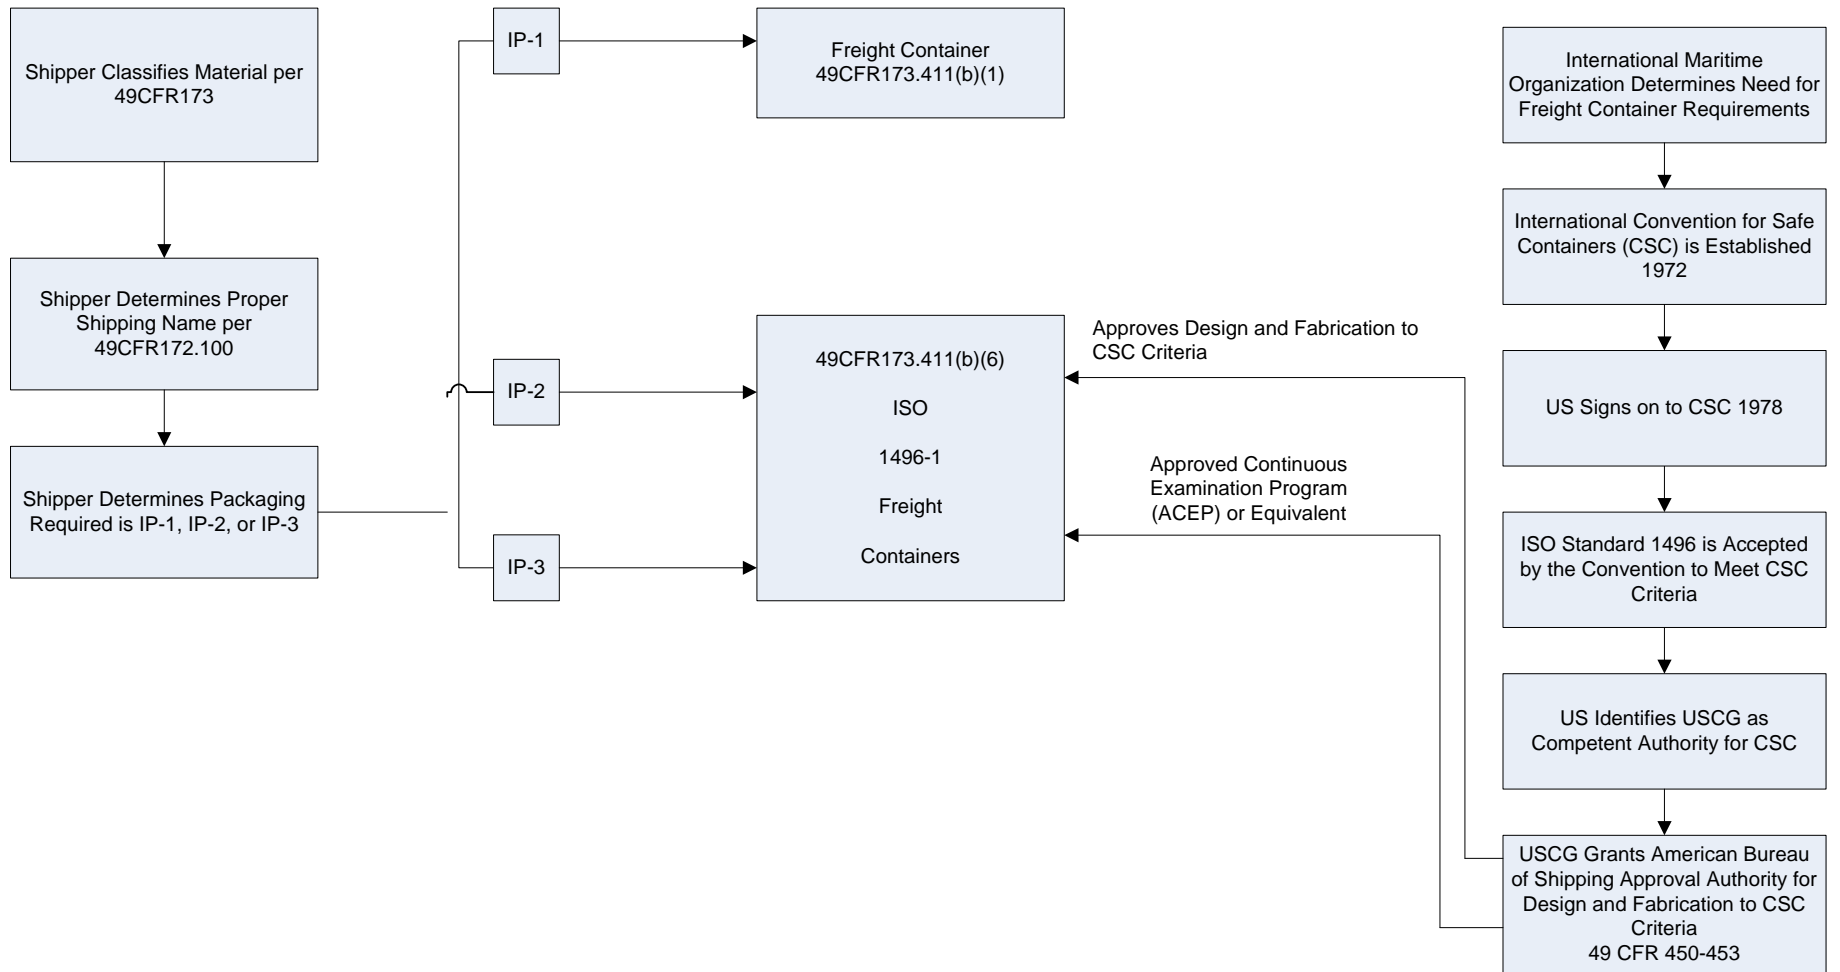 Shipper Classifies Material per
49CFR173
Shipper Determines Proper
Shipping Name per
49CFR172.100
Shipper Determines Packaging
Required is IP-1, IP-2, or IP-3
IP-1
IP-2
IP-3
Freight Container
49CFR173.411(b)(1)
49CFR173.411(b)(6)
ISO
1496-1
Freight
Containers
Approves Design and Fabrication to
CSC Criteria
Approved Continuous
Examination Program
(ACEP) or Equivalent
International Maritime
Organization Determines Need for
Freight Container Requirements
International Convention for Safe
Containers (CSC) is Established
1972
US Signs on to CSC 1978
ISO Standard 1496 is Accepted
by the Convention to Meet CSC
Criteria
US Identifies USCG as
Competent Authority for CSC
USCG Grants American Bureau
of Shipping Approval Authority for
Design and Fabrication to CSC
Criteria
49 CFR 450-453